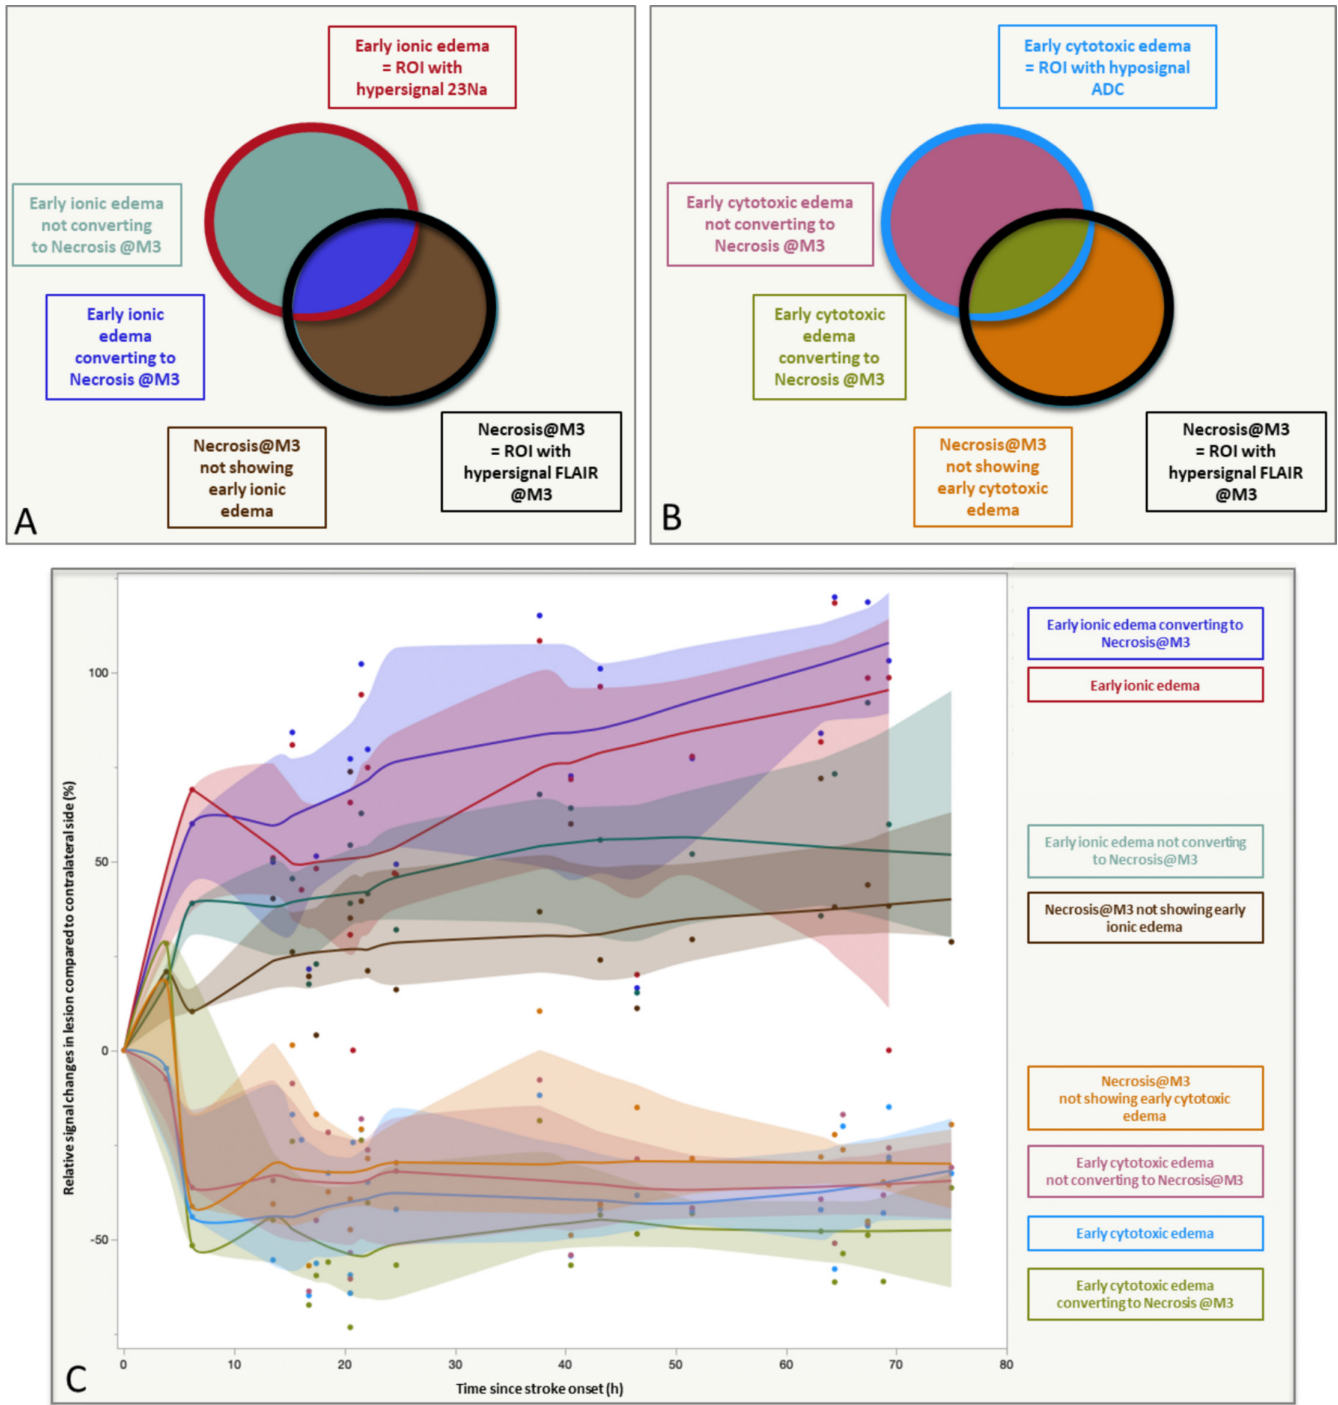 Early ionic edema
= ROI with
hypersignal 23Na
Early ionic edema
not converting
to Necrosis @M3
Early ionic
edema
converting to
Necrosis @M3
Necrosis@M3
not showing
early ionic
edema
Necrosis@M3
= ROI with
hypersignal FLAIR
@M3
A
Early cytotoxic edema
= ROI with hyposignal
ADC
Early cytotoxic edema
not converting to
Necrosis @M3
Early cytotoxic
edema
converting to
Necrosis @M3
Necrosis@M3
not showing
early cytotoxic
edema
Necrosis@M3
= ROI with
hypersignal FLAIR
@M3
B
Relative signal changes in lesion compared to contralateral side (%)
100
50
0
-50
0 10 20 30 40 50 60 70 80
Time since stroke onset (h)
C
Early ionic edema converting to
Necrosis@M3
Early ionic edema
Early ionic edema not converting
to Necrosis@M3
Necrosis@M3 not showing early
ionic edema
Necrosis@M3
not showing early cytotoxic
edema
Early cytotoxic edema
not converting to Necrosis@M3
Early cytotoxic edema
Early cytotoxic edema
converting to Necrosis @M3